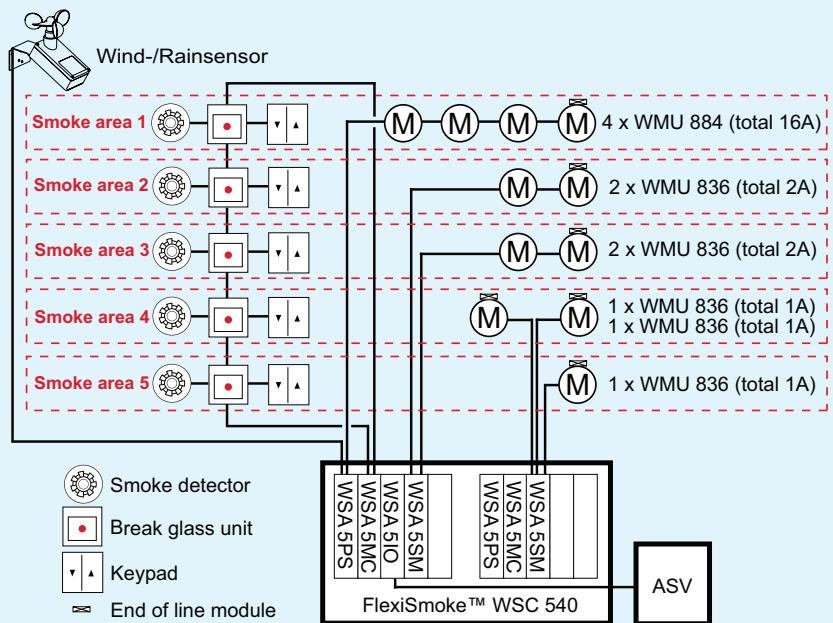 Wind-/Rainsensor
Smoke area 1
M M M M
4 x WMU 884 (total 16A)
Smoke area 2
M M
2 x WMU 836 (total 2A)
Smoke area 3
M M
2 x WMU 836 (total 2A)
Smoke area 4
M M
1 x WMU 836 (total 1A)
1 x WMU 836 (total 1A)
Smoke area 5
M
1 x WMU 836 (total 1A)
Smoke detector
Break glass unit
Keypad
End of line module
WSA 5PS
WSA 5MC
WSA 5IO
WSA 5SM
WSA 5PS
WSA 5MC
WSA 5SM
FlexiSmoke™ WSC 540
ASV